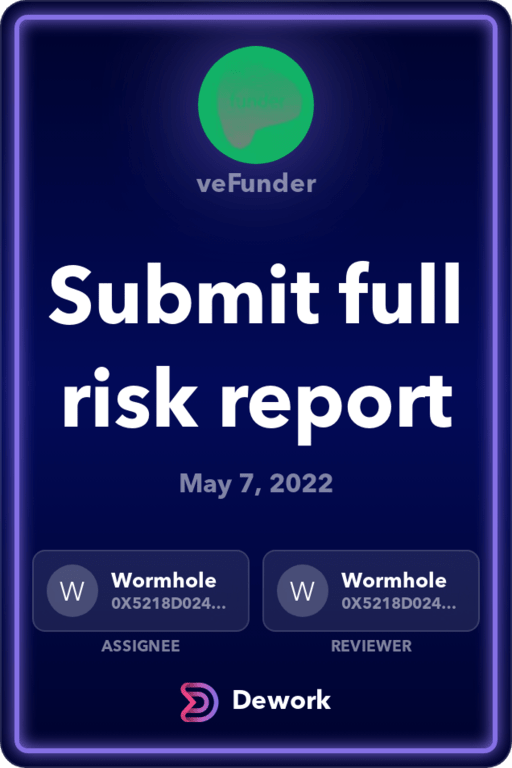 veFunder
Submit full
risk report
May 7, 2022
W
Wormhole
0X5218D024...
ASSIGNEE
W
Wormhole
0X5218D024...
REVIEWER
Dework